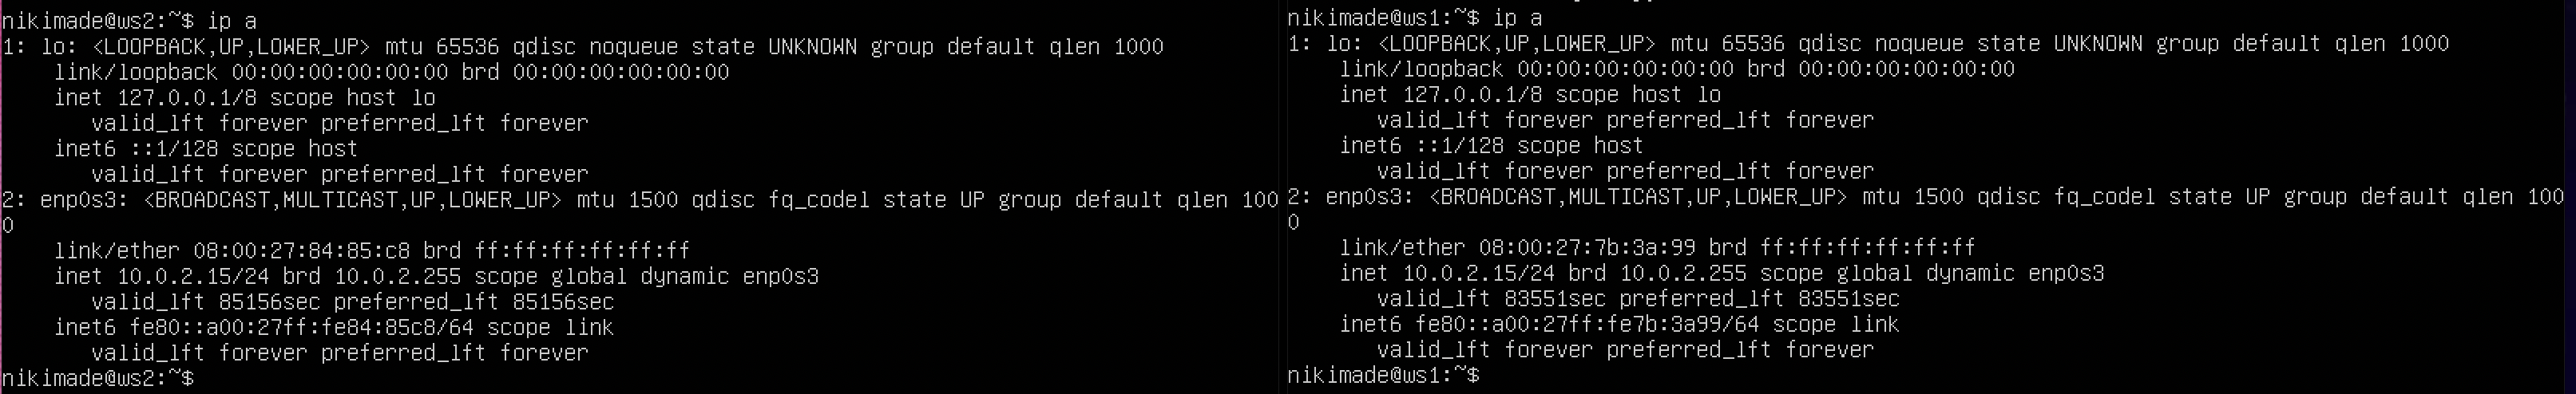 nikimade@ws2:~$ ip a
1: lo: <LOOPBACK,UP,LOWER_UP> mtu 65536 qdisc noqueue state UNKNOWN group default qlen 1000
    link/loopback 00:00:00:00:00:00 brd 00:00:00:00:00:00
    inet 127.0.0.1/8 scope host lo
       valid_lft forever preferred_lft forever
    inet6 ::1/128 scope host
       valid_lft forever preferred_lft forever
2: enp0s3: <BROADCAST,MULTICAST,UP,LOWER_UP> mtu 1500 qdisc fq_codel state UP group default qlen 100
0
    link/ether 08:00:27:84:85:c8 brd ff:ff:ff:ff:ff:ff
    inet 10.0.2.15/24 brd 10.0.2.255 scope global dynamic enp0s3
       valid_lft 85156sec preferred_lft 85156sec
    inet6 fe80::a00:27ff:fe84:85c8/64 scope link
       valid_lft forever preferred_lft forever
nikimade@ws2:~$
nikimade@ws1:~$ ip a
1: lo: <LOOPBACK,UP,LOWER_UP> mtu 65536 qdisc noqueue state UNKNOWN group default qlen 1000
    link/loopback 00:00:00:00:00:00 brd 00:00:00:00:00:00
    inet 127.0.0.1/8 scope host lo
       valid_lft forever preferred_lft forever
    inet6 ::1/128 scope host
       valid_lft forever preferred_lft forever
2: enp0s3: <BROADCAST,MULTICAST,UP,LOWER_UP> mtu 1500 qdisc fq_codel state UP group default qlen 100
0
    link/ether 08:00:27:7b:3a:99 brd ff:ff:ff:ff:ff:ff
    inet 10.0.2.15/24 brd 10.0.2.255 scope global dynamic enp0s3
       valid_lft 83551sec preferred_lft 83551sec
    inet6 fe80::a00:27ff:fe7b:3a99/64 scope link
       valid_lft forever preferred_lft forever
nikimade@ws1:~$